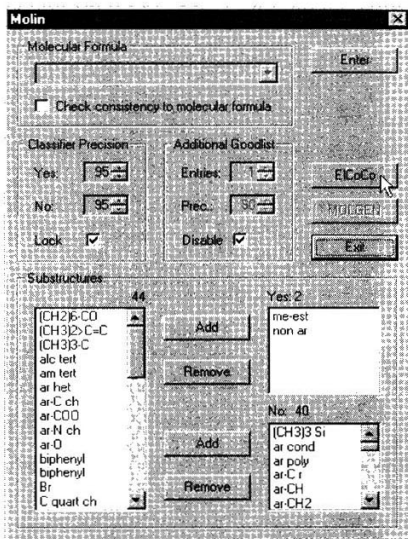 Molin
Molecular Formula
Enter
Check consistency to molecular formula
Classifier Precision
Additional Goodlist
Yes: 95
Entries: 1
ElCoCo
No: 95
Prec.: 80
MOLGEN
Lock
Disable
Exit
Substructures
44
Yes: 2
(CH2)6-CO
(CH3)2>C=C
(CH3)3-C
alc tert
am tert
ar het
ar-C ch
ar-COO
ar-N ch
ar-O
biphenyl
biphenyl
Br
C quart ch
Add
Remove
Add
Remove
me-est
non ar
No: 40
(CH3)3 Si
ar cond
ar poly
ar-C r
ar-CH
ar-CH2